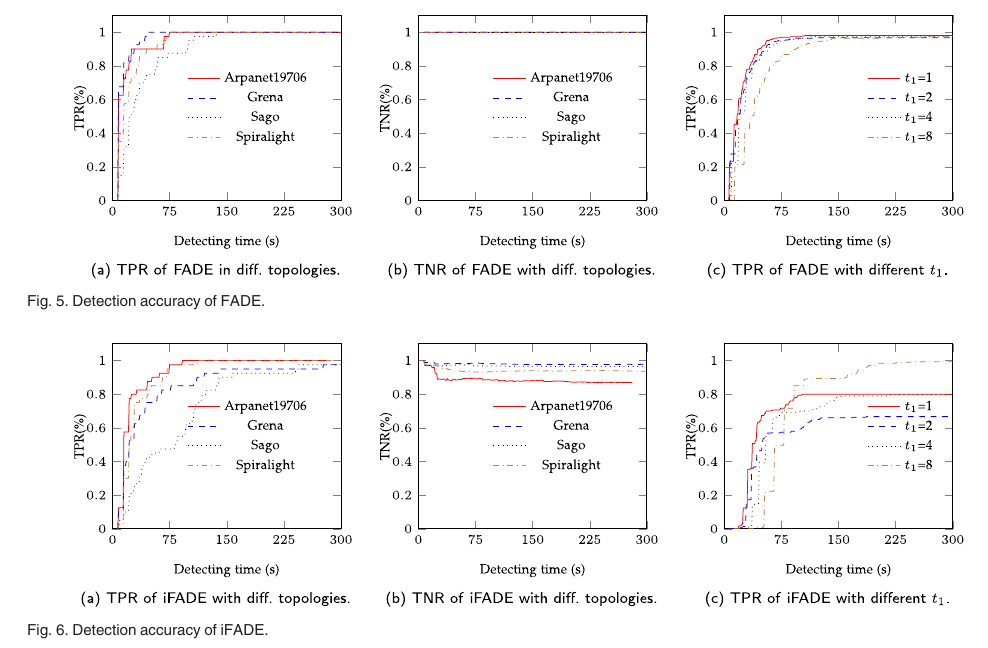 TPR(%)
1
0.8
0.6
0.4
0.2
0
0 75 150 225 300
Arpanet19706
Grena
Sago
Spiralight
Detecting time (s)
(a) TPR of FADE in diff. topologies.
TNR(%)
1
0.8
0.6
0.4
0.2
0
0 75 150 225 300
Arpanet19706
Grena
Sago
Spiralight
Detecting time (s)
(b) TNR of FADE with diff. topologies.
TPR(%)
1
0.8
0.6
0.4
0.2
0
0 75 150 225 300
t₁=1
t₁=2
t₁=4
t₁=8
Detecting time (s)
(c) TPR of FADE with different t₁.
Fig. 5. Detection accuracy of FADE.
TPR(%)
1
0.8
0.6
0.4
0.2
0
0 75 150 225 300
Arpanet19706
Grena
Sago
Spiralight
Detecting time (s)
(a) TPR of iFADE with diff. topologies.
TNR(%)
1
0.8
0.6
0.4
0.2
0
0 75 150 225 300
Arpanet19706
Grena
Sago
Spiralight
Detecting time (s)
(b) TNR of iFADE with diff. topologies.
TPR(%)
1
0.8
0.6
0.4
0.2
0
0 75 150 225 300
t₁=1
t₁=2
t₁=4
t₁=8
Detecting time (s)
(c) TPR of iFADE with different t₁.
Fig. 6. Detection accuracy of iFADE.